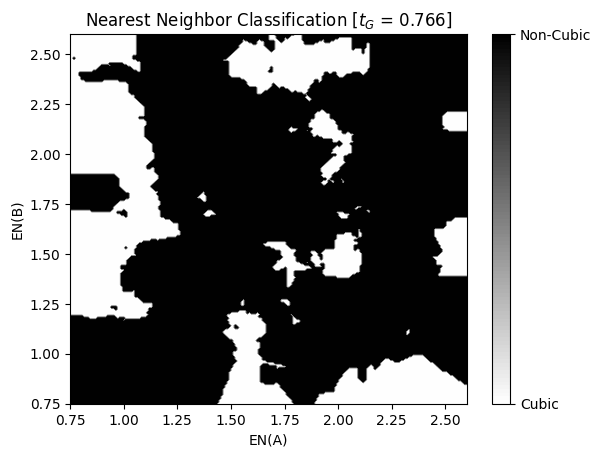 Nearest Neighbor Classification [t_G = 0.766]
Non-Cubic
2.50
2.25
2.00
1.75
1.50
1.25
1.00
0.75
EN(B)
Cubic
0.75 1.00 1.25 1.50 1.75 2.00 2.25 2.50
EN(A)